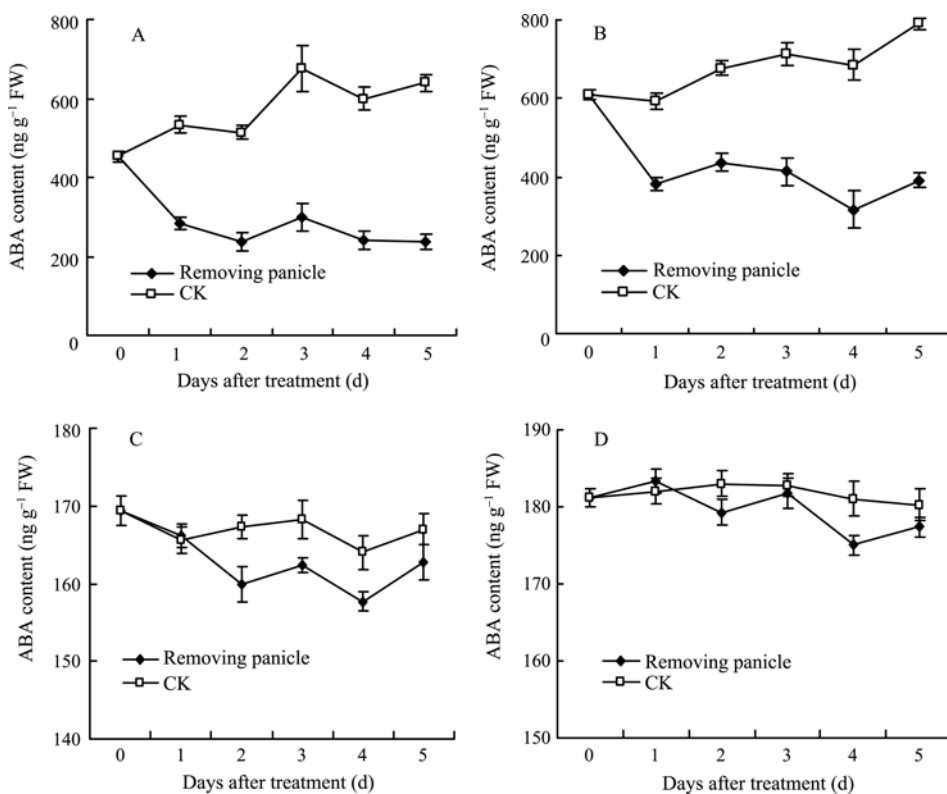 A
ABA content (ng g⁻¹ FW)
800
600
400
200
0
Removing panicle
CK
0 1 2 3 4 5
Days after treatment (d)
B
ABA content (ng g⁻¹ FW)
800
600
400
200
0
Removing panicle
CK
0 1 2 3 4 5
Days after treatment (d)
C
ABA content (ng g⁻¹ FW)
180
170
160
150
140
Removing panicle
CK
0 1 2 3 4 5
Days after treatment (d)
D
ABA content (ng g⁻¹ FW)
190
180
170
160
150
Removing panicle
CK
0 1 2 3 4 5
Days after treatment (d)